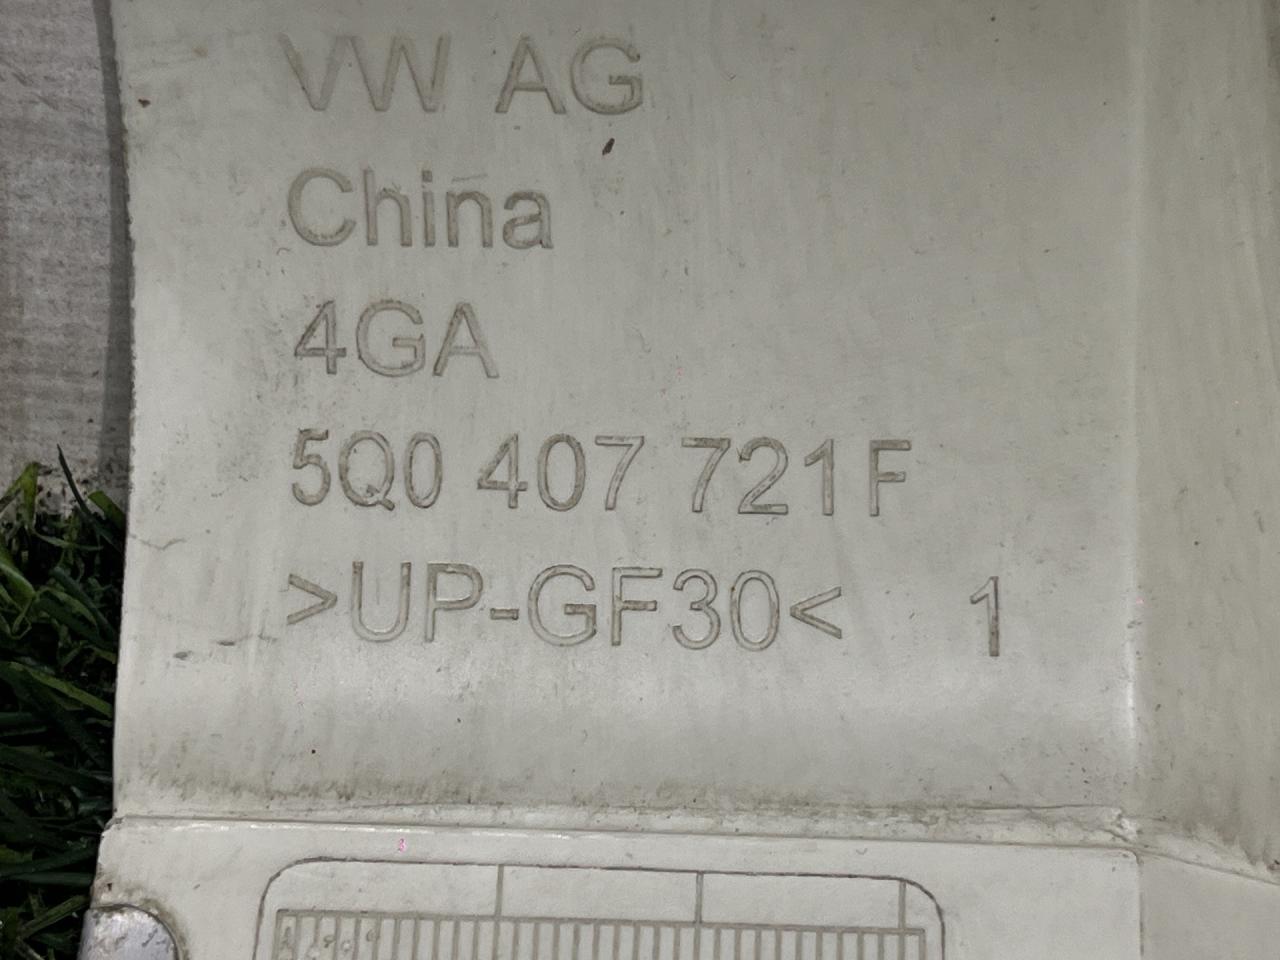 VW AG
China
4GA
5Q0 407 721 F
>UP-GF30< 1